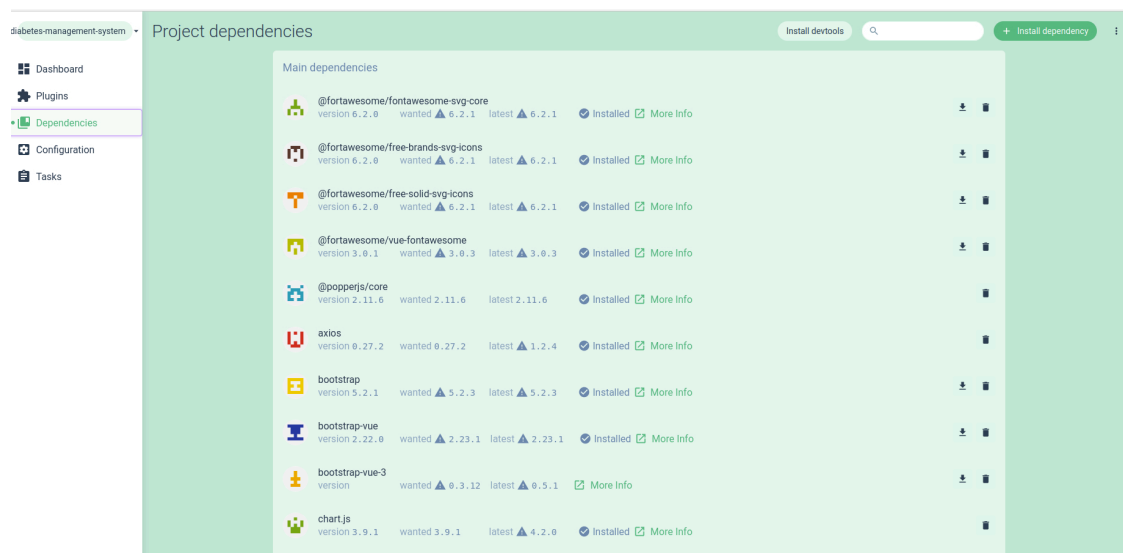 diabetes-management-system
Project dependencies
Install devtools
+ Install dependency
Dashboard
Plugins
Dependencies
Configuration
Tasks
Main dependencies
@fortawesome/fontawesome-svg-core
version 6.2.0 wanted 6.2.1 latest 6.2.1 Installed More Info
@fortawesome/free-brands-svg-icons
version 6.2.0 wanted 6.2.1 latest 6.2.1 Installed More Info
@fortawesome/free-solid-svg-icons
version 6.2.0 wanted 6.2.1 latest 6.2.1 Installed More Info
@fortawesome/vue-fontawesome
version 3.0.1 wanted 3.0.3 latest 3.0.3 Installed More Info
@popperjs/core
version 2.11.6 wanted 2.11.6 latest 2.11.6 Installed More Info
axios
version 0.27.2 wanted 0.27.2 latest 1.2.4 Installed More Info
bootstrap
version 5.2.1 wanted 5.2.3 latest 5.2.3 Installed More Info
bootstrap-vue
version 2.22.0 wanted 2.23.1 latest 2.23.1 Installed More Info
bootstrap-vue-3
version wanted 0.3.12 latest 0.5.1 More Info
chart.js
version 3.9.1 wanted 3.9.1 latest 4.2.0 Installed More Info